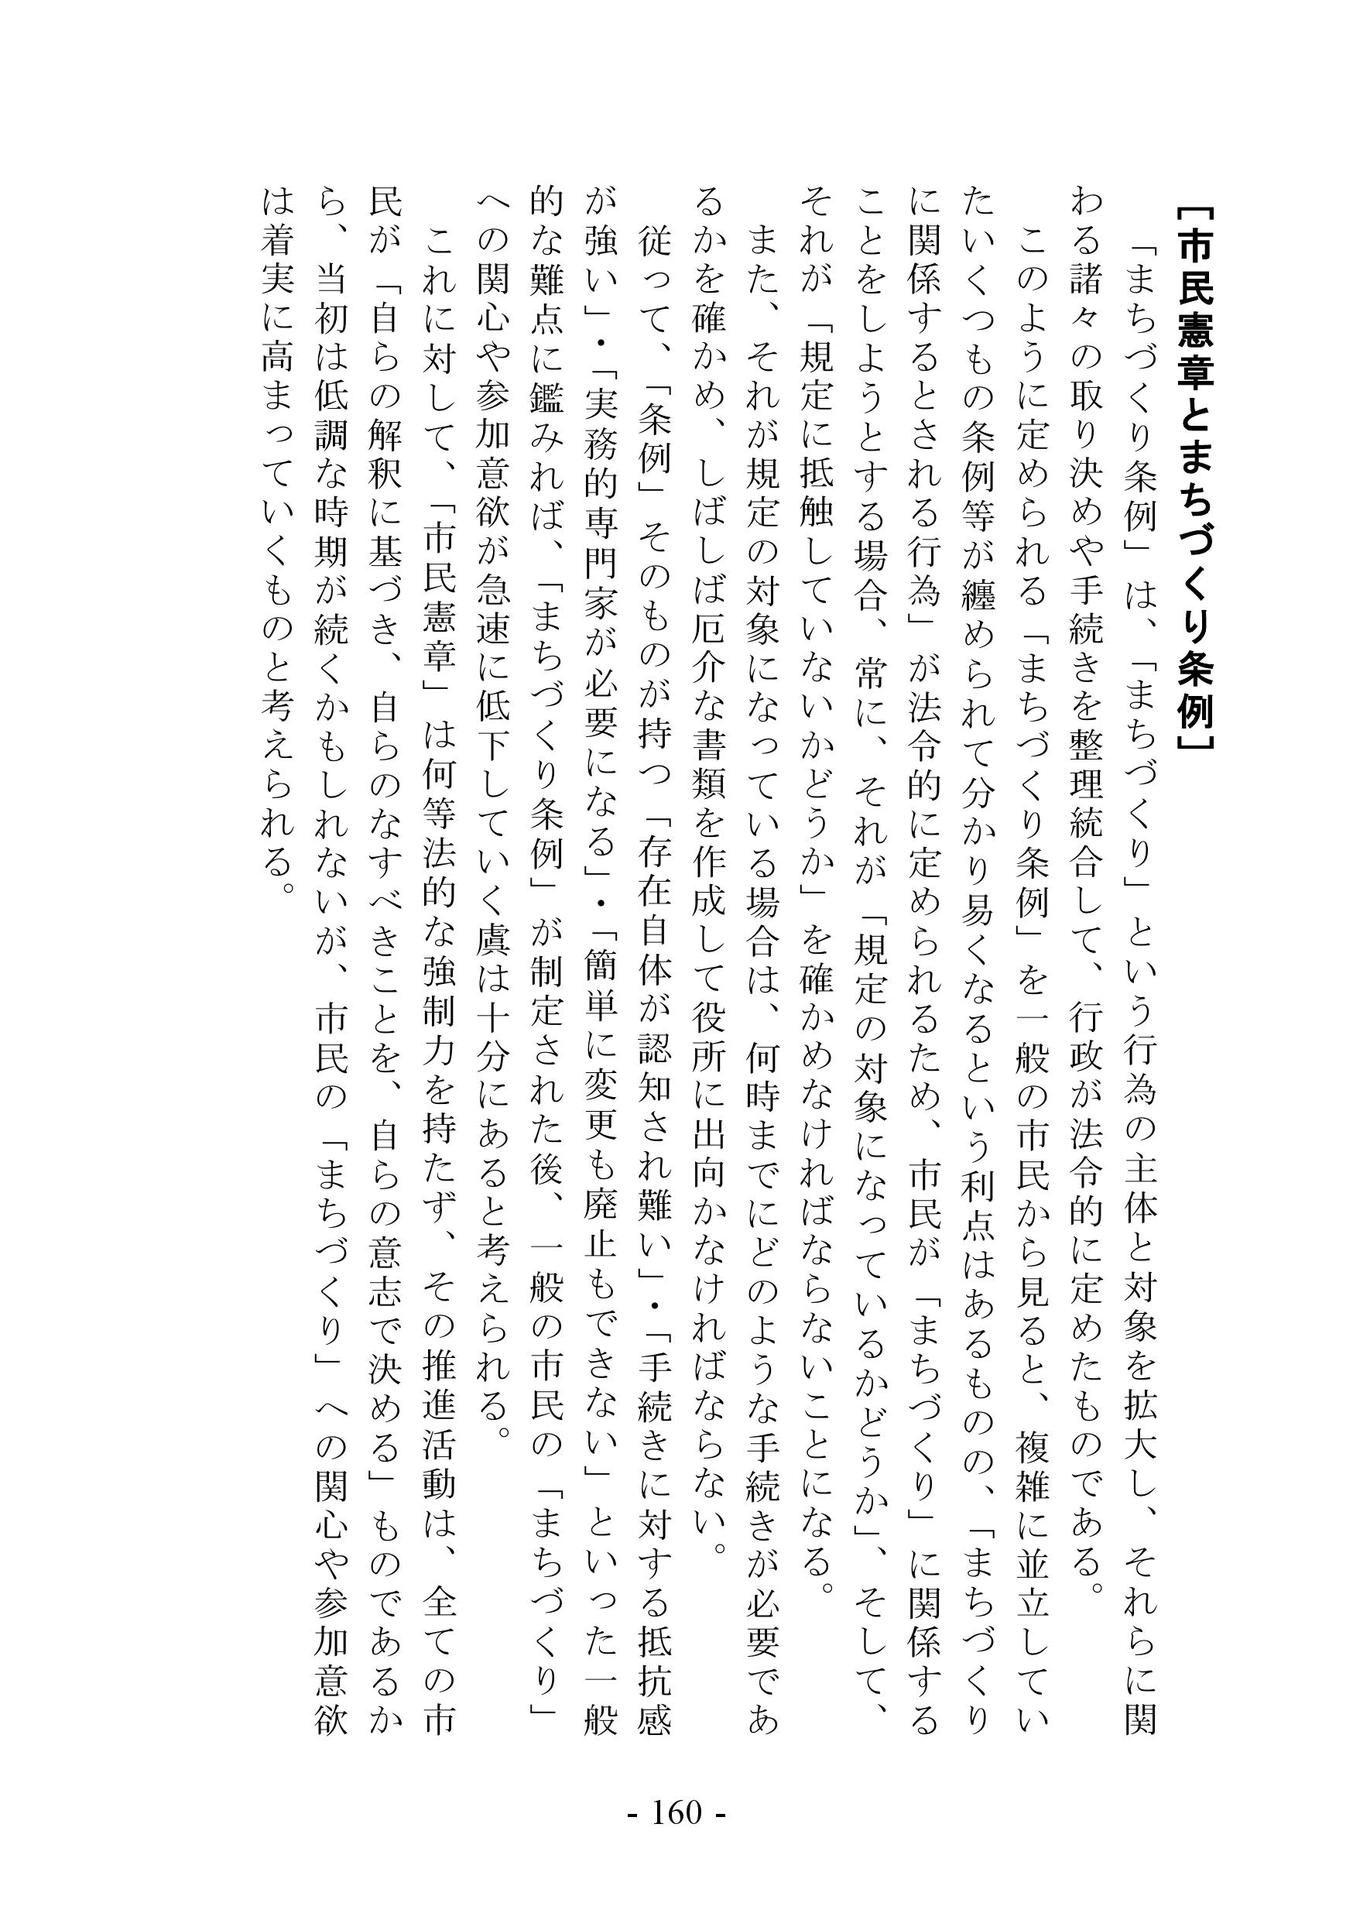 ［市民憲章とまちづくり条例］
「まちづくり条例」は、「まちづくり」という行為の主体と対象を拡大し、それらに関
わる諸々の取り決めや手続きを整理統合して、行政が法令的に定めたものである。
このように定められる「まちづくり条例」を一般の市民から見ると、複雑に並立してい
たいくつもの条例等が纏められて分かり易くなるという利点はあるものの、「まちづくり
に関係するとされる行為」が法令的に定められるため、市民が「まちづくり」に関係する
ことをしようとする場合、常に、それが「規定の対象になっているかどうか」、そして、
それが「規定に抵触していないかどうか」を確かめなければならないことになる。
また、それが規定の対象になっている場合は、何時までにどのような手続きが必要であ
るかを確かめ、しばしば厄介な書類を作成して役所に出向かなければならない。
従って、「条例」そのものが持つ「存在自体が認知され難い」・「手続きに対する抵抗感
が強い」・「実務的専門家が必要になる」・「簡単に変更も廃止もできない」といった一般
的な難点に鑑みれば、「まちづくり条例」が制定された後、一般の市民の「まちづくり」
への関心や参加意欲が急速に低下していく虞は十分にあると考えられる。
これに対して、「市民憲章」は何等法的な強制力を持たず、その推進活動は、全ての市
民が「自らの解釈に基づき、自らのなすべきことを、自らの意志で決める」ものであるか
ら、当初は低調な時期が続くかもしれないが、市民の「まちづくり」への関心や参加意欲
は着実に高まっていくものと考えられる。
- 160 -